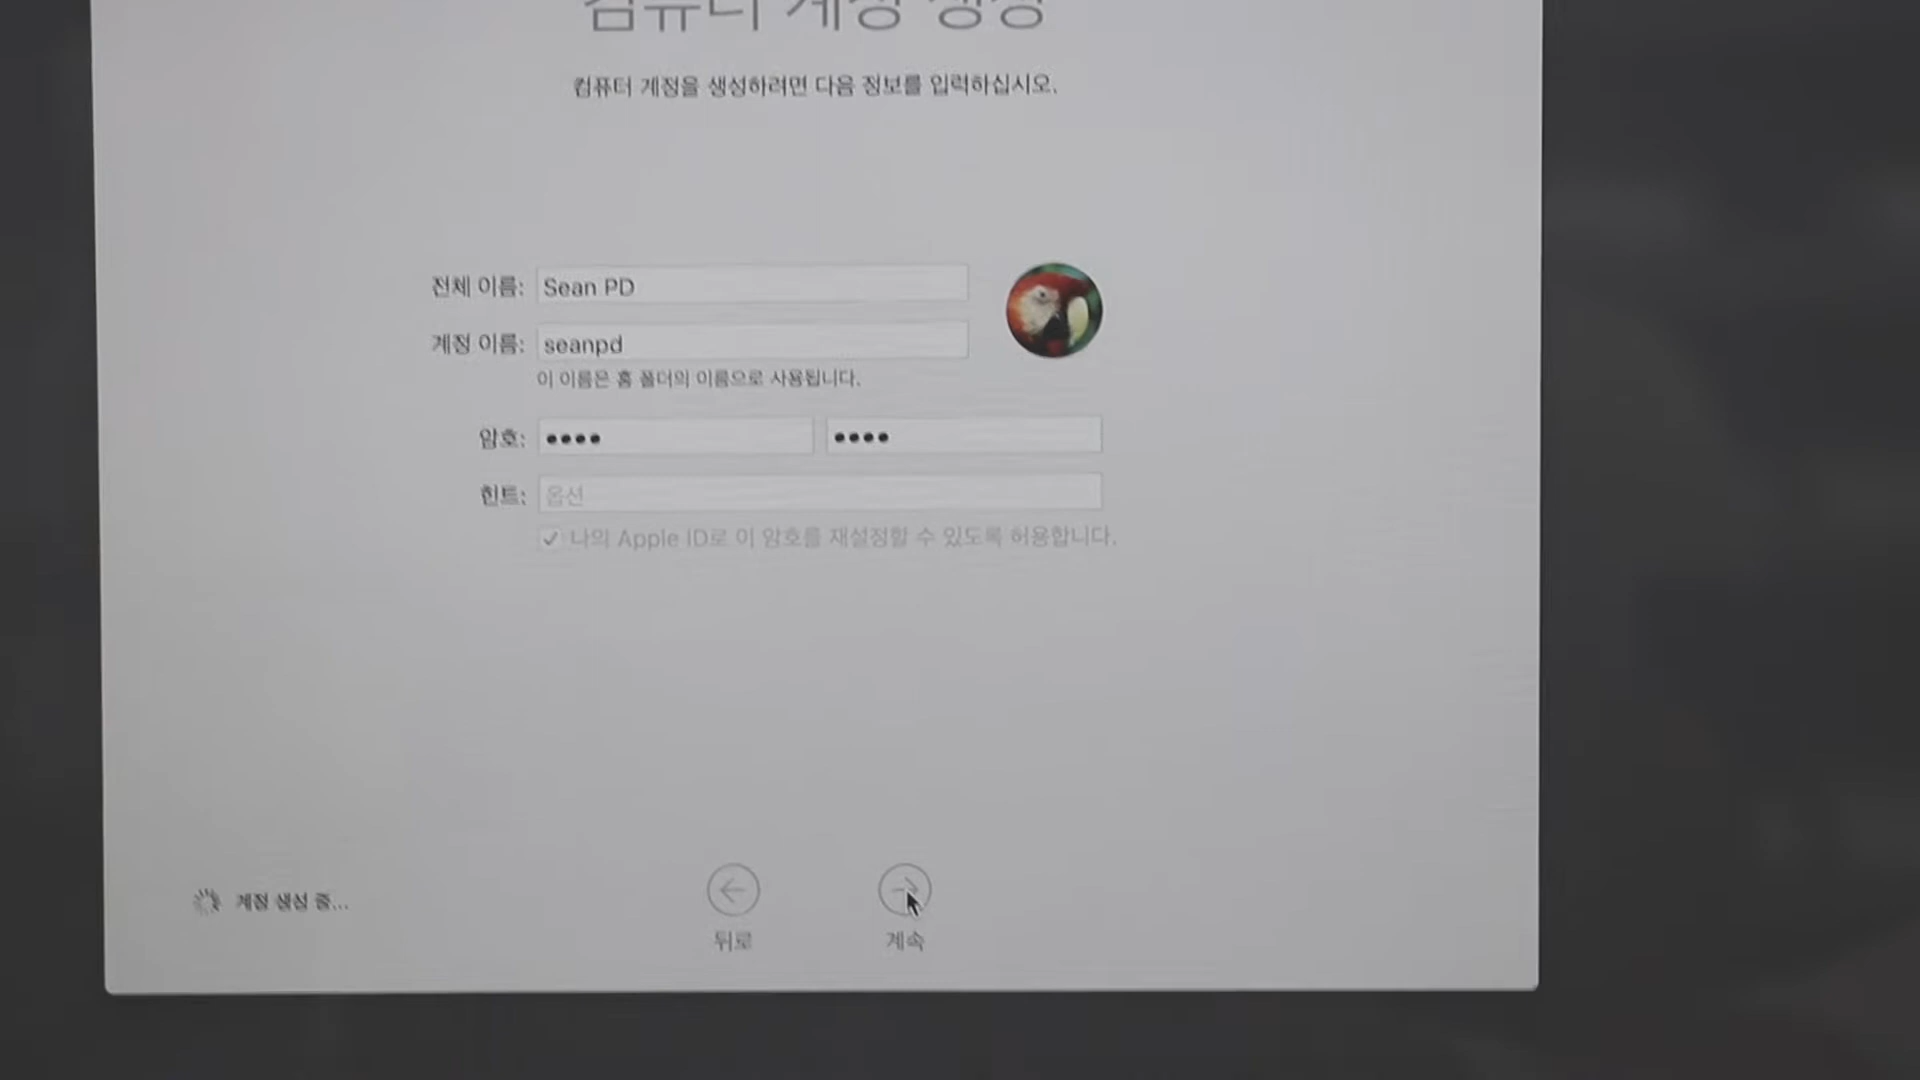 컴퓨터 계정 생성
컴퓨터 계정을 생성하려면 다음 정보를 입력하십시오.
전체 이름: Sean PD
계정 이름: seanpd
이 이름은 홈 폴더의 이름으로 사용됩니다.
암호: •••• ••••
힌트: 옵션
나의 Apple ID로 이 암호를 재설정할 수 있도록 허용합니다.
계정 생성 중...
뒤로
계속